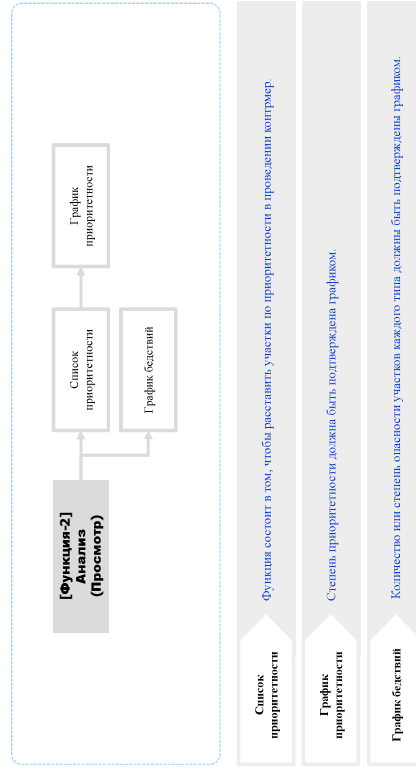 [Функция-2]
Анализ
(Просмотр)
Список
приоритетности
График
приоритетности
График бедствий
Список
приоритетности
Функция состоит в том, чтобы расставить участки по приоритетности в проведении контрмер.
График
приоритетности
Степень приоритетности должна быть подтверждена графиком.
График бедствий
Количество или степень опасности участков каждого типа должны быть подтверждены графиком.